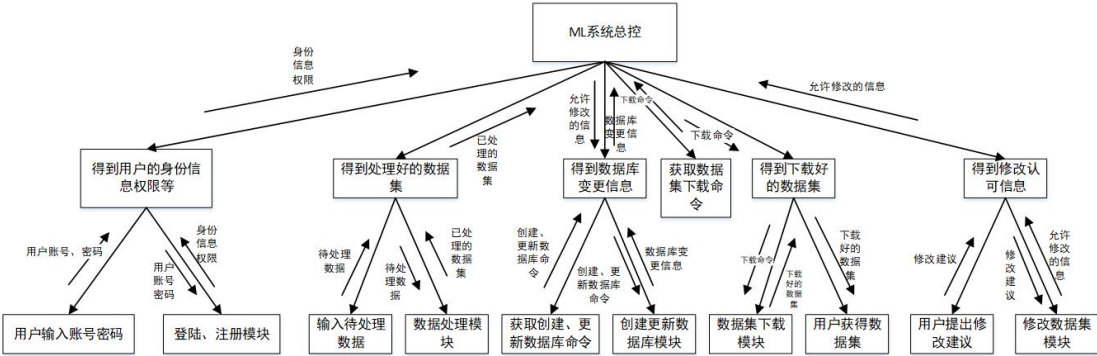 ML系统总控
身份
信息
权限
允许修改的信息
允许
修改
的信
息
下载命令
数据库
变更信
息
下载命令
已处
理的
数据
集
得到用户的身份信
息权限等
得到处理好的数据
集
得到数据库
变更信息
获取数据
集下载命
令
得到下载好
的数据集
得到修改认
可信息
用户账号、密码
用户
账号
密码
身份
信息
权限
待处理
数据
待处
理数
据
已处
理的
数据
集
创建、
更新数
据库命
令
创建、更
新数据库
命令
数据库变
更信息
下载命令
下载
好的
数据
集
下载
好的
数据
集
修改建议
修改
建议
允许
修改
的信
息
用户输入账号密码
登陆、注册模块
输入待处理
数据
数据处理模
块
获取创建、更
新数据库命令
创建更新数
据库模块
数据集下载
模块
用户获得数
据集
用户提出修
改建议
修改数据集
模块